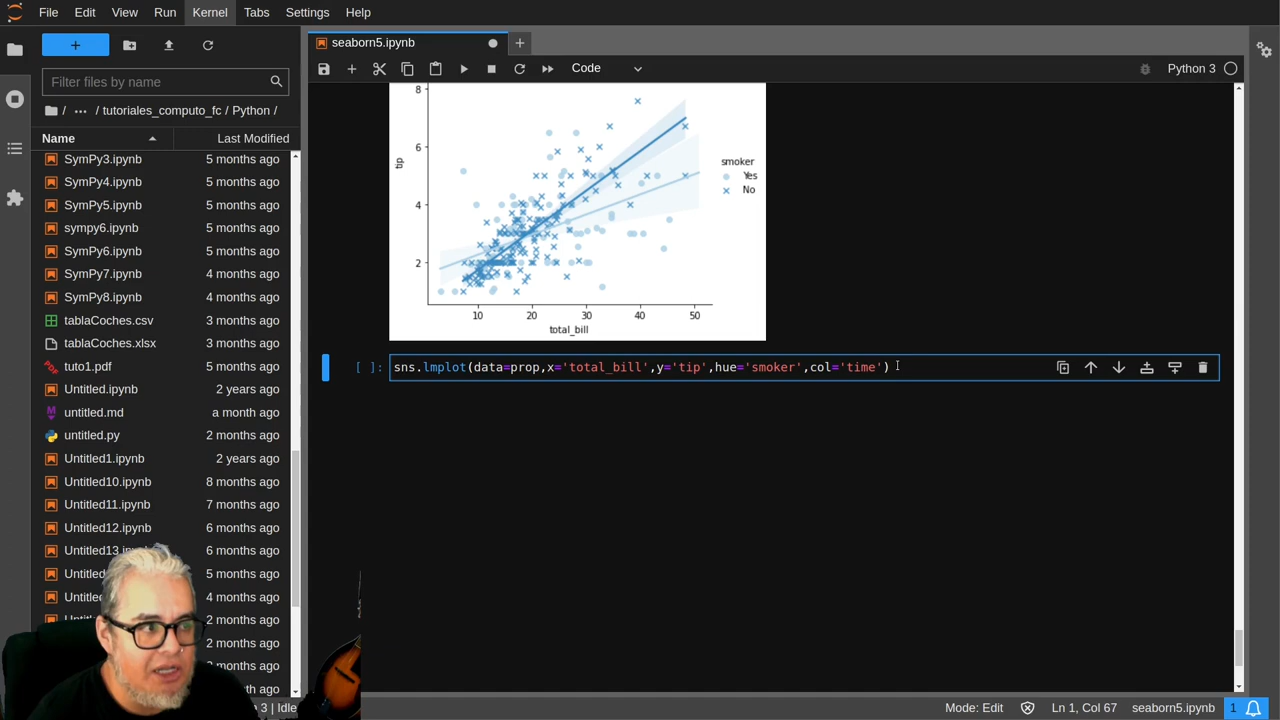 File Edit View Run Kernel Tabs Settings Help
seaborn5.ipynb
Code
Python 3
Filter files by name
/ ... / tutoriales_computo_fc / Python /
Name Last Modified
SymPy3.ipynb 5 months ago
SymPy4.ipynb 5 months ago
SymPy5.ipynb 5 months ago
sympy6.ipynb 5 months ago
SymPy6.ipynb 5 months ago
SymPy7.ipynb 4 months ago
SymPy8.ipynb 4 months ago
tablaCoches.csv 3 months ago
tablaCoches.xlsx 3 months ago
tuto1.pdf 5 months ago
Untitled.ipynb 2 years ago
untitled.md a month ago
untitled.py 2 months ago
Untitled1.ipynb 2 years ago
Untitled10.ipynb 8 months ago
Untitled11.ipynb 7 months ago
Untitled12.ipynb 6 months ago
Untitled13.ipynb 6 months ago
5 months ago
4 months ago
2 months ago
2 months ago
months ago
ago
8
6
4
2
tip
10 20 30 40 50
total_bill
smoker
Yes
No
[ ]: sns.lmplot(data=prop,x='total_bill',y='tip',hue='smoker',col='time')
3 | Idle
Mode: Edit
Ln 1, Col 67
seaborn5.ipynb
1